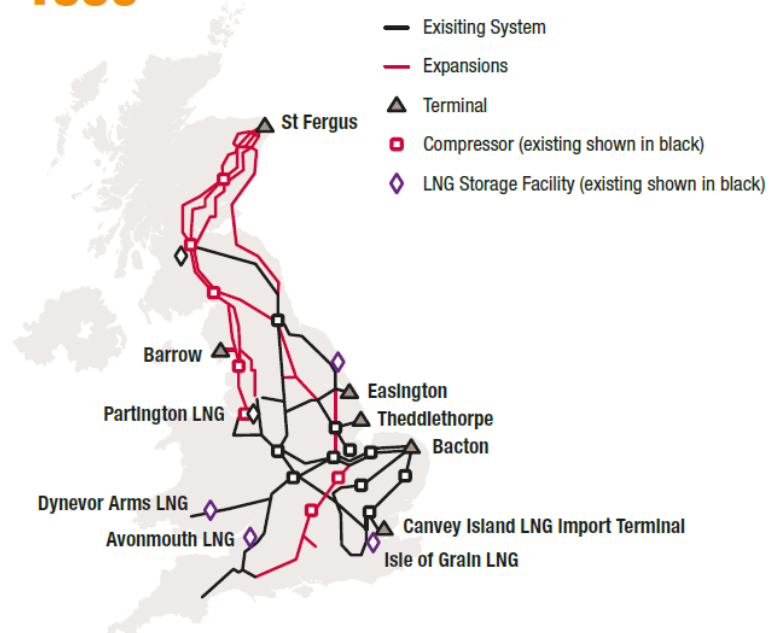 Exisiting System
Expansions
Terminal
Compressor (existing shown in black)
LNG Storage Facility (existing shown in black)
St Fergus
Barrow
Easington
Partington LNG
Theddlethorpe
Bacton
Dynevor Arms LNG
Avonmouth LNG
Canvey Island LNG Import Terminal
Isle of Grain LNG